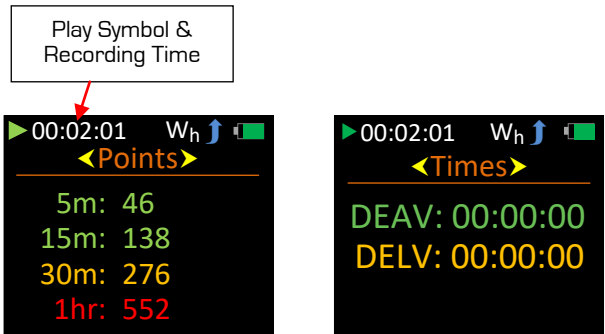 Play Symbol &
Recording Time
00:02:01 Wh
Points
5m: 46
15m: 138
30m: 276
1hr: 552
00:02:01 Wh
Times
DEAV: 00:00:00
DELV: 00:00:00